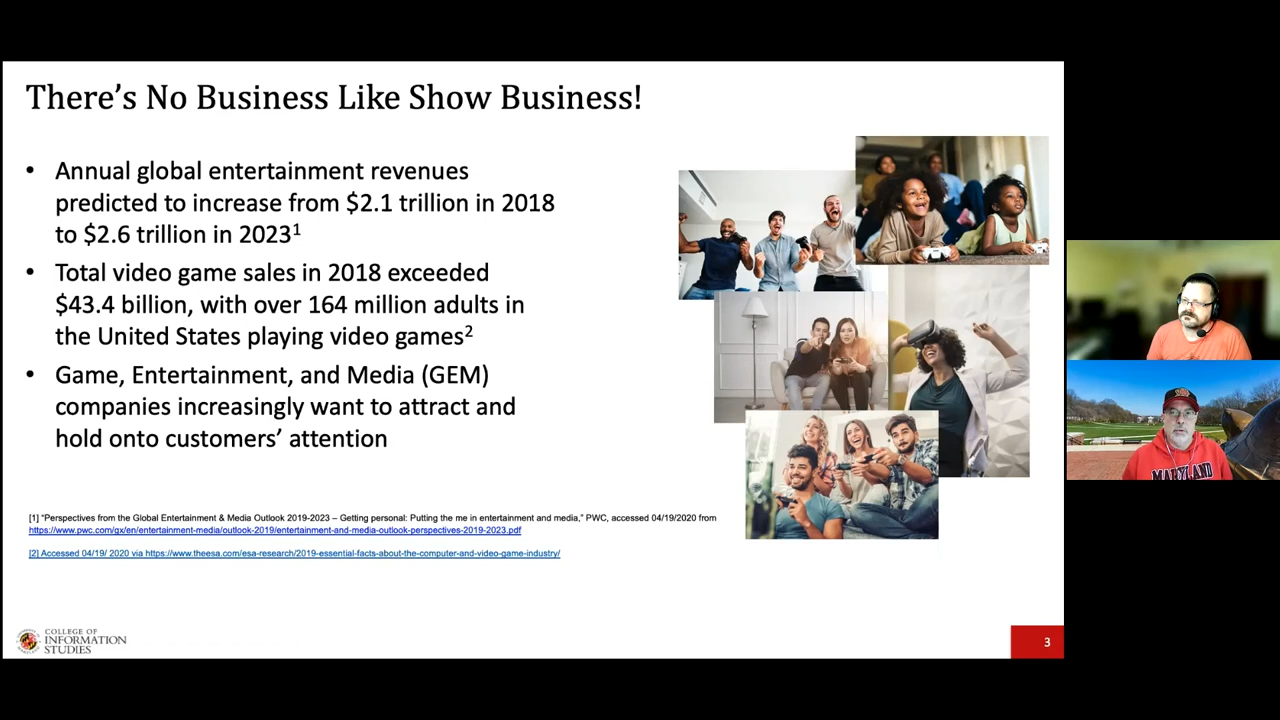 There's No Business Like Show Business!
• Annual global entertainment revenues
predicted to increase from $2.1 trillion in 2018
to $2.6 trillion in 2023¹
• Total video game sales in 2018 exceeded
$43.4 billion, with over 164 million adults in
the United States playing video games²
• Game, Entertainment, and Media (GEM)
companies increasingly want to attract and
hold onto customers' attention
[1] "Perspectives from the Global Entertainment & Media Outlook 2019-2023 – Getting personal: Putting the me in entertainment and media," PWC, accessed 04/19/2020 from
https://www.pwc.com/gx/en/entertainment-media/outlook-2019/entertainment-and-media-outlook-perspectives-2019-2023.pdf
[2] Accessed 04/19/ 2020 via https://www.theesa.com/esa-research/2019-essential-facts-about-the-computer-and-video-game-industry/
COLLEGE OF
INFORMATION
STUDIES
3
MARYLAND